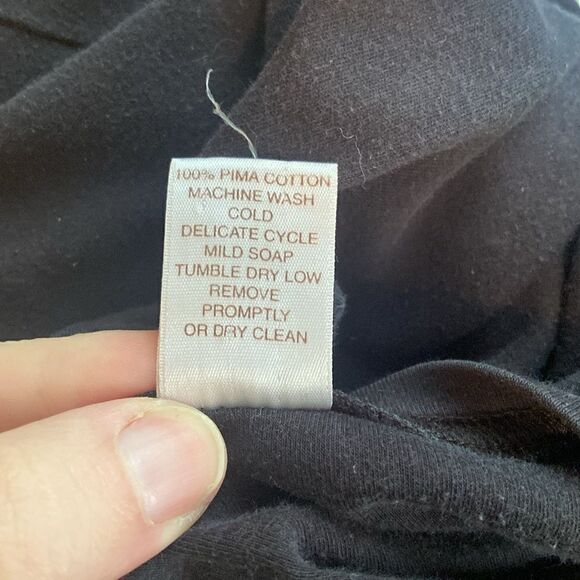 100% PIMA COTTON
MACHINE WASH
COLD
DELICATE CYCLE
MILD SOAP
TUMBLE DRY LOW
REMOVE
PROMPTLY
OR DRY CLEAN